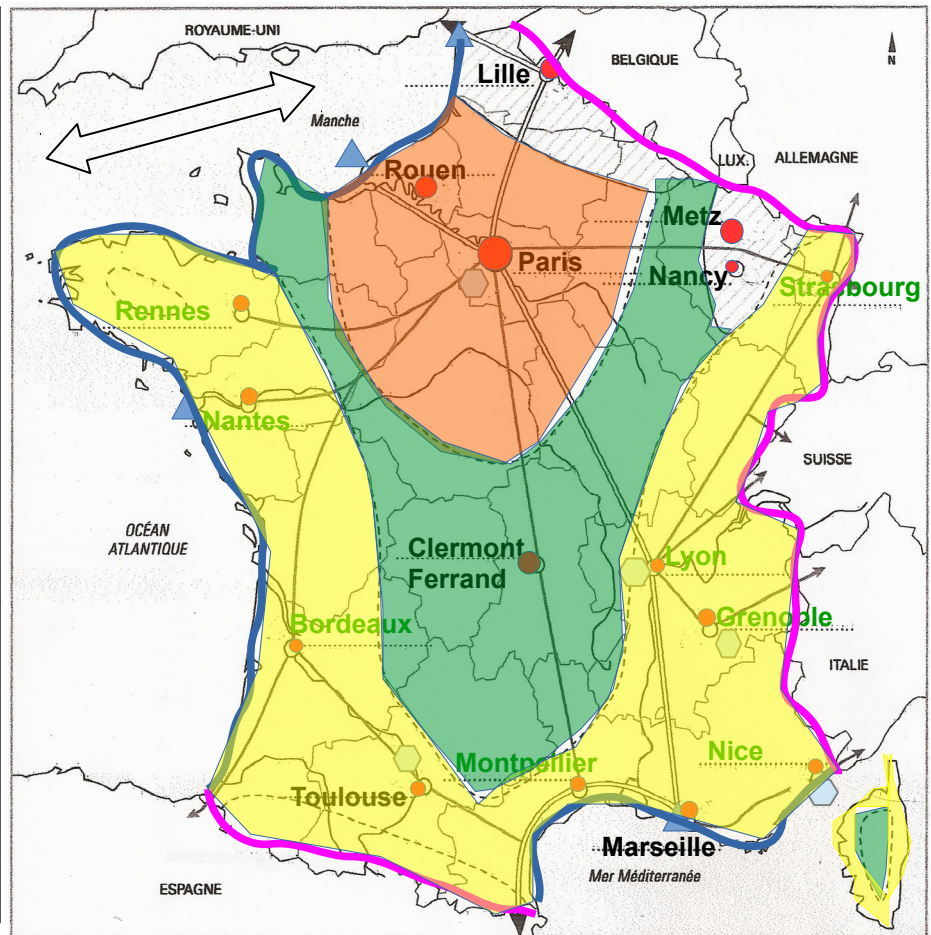 ROYAUME-UNI
BELGIQUE
N
Lille
Manche
LUX.
ALLEMAGNE
Rouen
Metz
Paris
Nancy
Strasbourg
Rennes
Nantes
SUISSE
OCÉAN
ATLANTIQUE
Clermont
Ferrand
Lyon
Bordeaux
Grenoble
ITALIE
Montpellier
Nice
Toulouse
Marseille
Mer Méditerranée
ESPAGNE